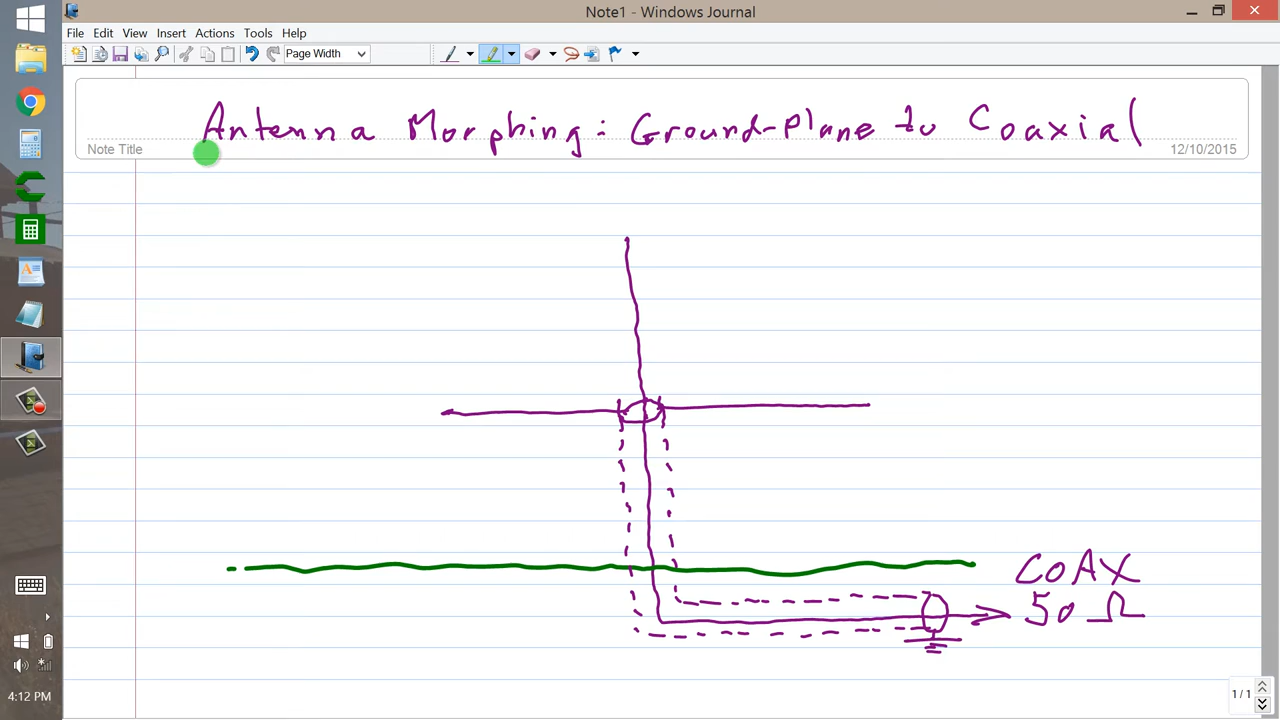 Note1 - Windows Journal
File Edit View Insert Actions Tools Help
Page Width
Antenna Morphing: Ground-Plane to Coaxial
Note Title
12/10/2015
COAX
50 Ω
4:12 PM
1/1